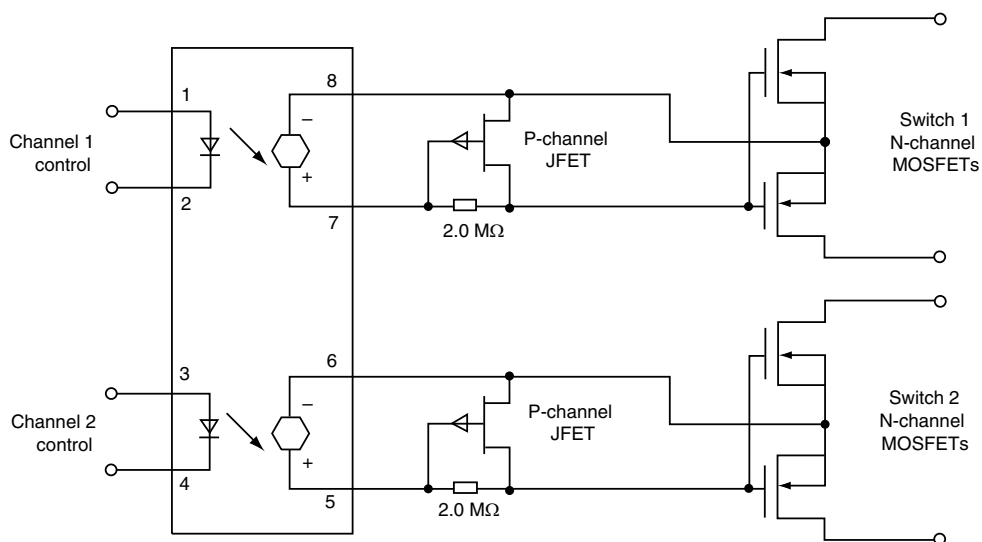 1
Channel 1
control
2
8
−
+
7
P-channel
JFET
2.0 MΩ
Switch 1
N-channel
MOSFETs
3
Channel 2
control
4
6
−
+
5
P-channel
JFET
2.0 MΩ
Switch 2
N-channel
MOSFETs